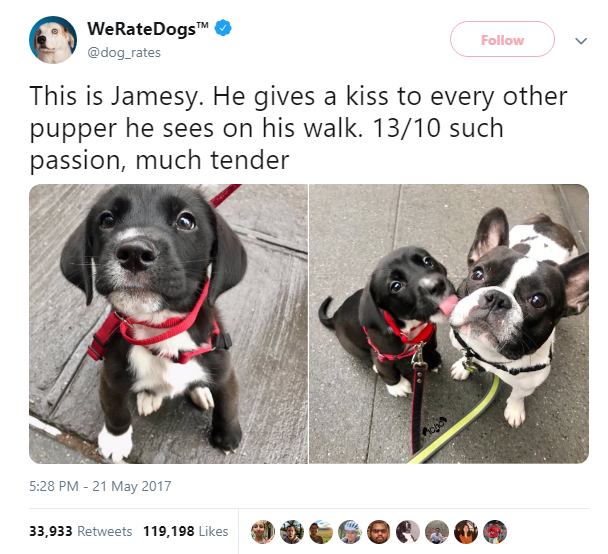 WeRateDogs™
@dog_rates
Follow
This is Jamesy. He gives a kiss to every other
pupper he sees on his walk. 13/10 such
passion, much tender
5:28 PM - 21 May 2017
33,933 Retweets 119,198 Likes